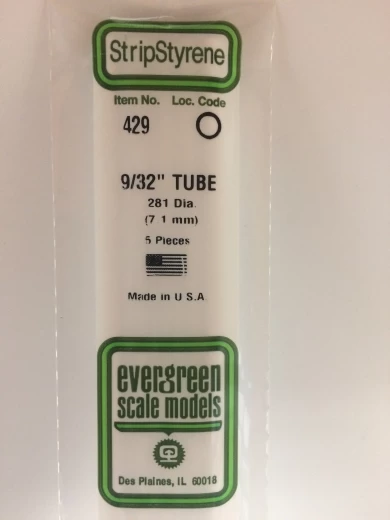 StripStyrene
Item No. Loc. Code
429
9/32" TUBE
281 Dia.
(7 1 mm)
5 Pieces
Made in U S.A
evergreen
scale models
Des Plaines, IL 60018